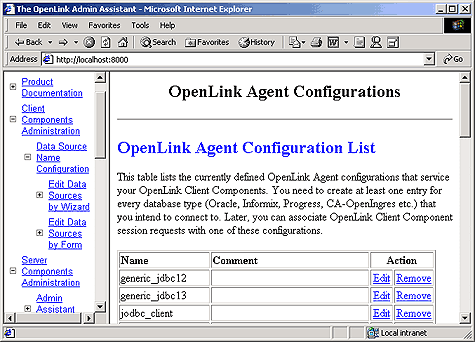 The OpenLink Admin Assistant - Microsoft Internet Explorer
File Edit View Favorites Tools Help
Back Search Favorites History
Address http://localhost:8000 Go
Product
Documentation
Client
Components
Administration
Data Source
Name
Configuration
Edit Data
Sources
by Wizard
Edit Data
Sources
by Form
Server
Components
Administration
Admin
Assistant
OpenLink Agent Configurations
OpenLink Agent Configuration List
This table lists the currently defined OpenLink Agent configurations that service
your OpenLink Client Components. You need to create at least one entry for
every database type (Oracle, Informix, Progress, CA-OpenIngres etc.) that
you intend to connect to. Later, you can associate OpenLink Client Component
session requests with one of these configurations.
Name Comment Action
generic_jdbc12 Edit Remove
generic_jdbc13 Edit Remove
jodbc_client Edit Remove
Local intranet